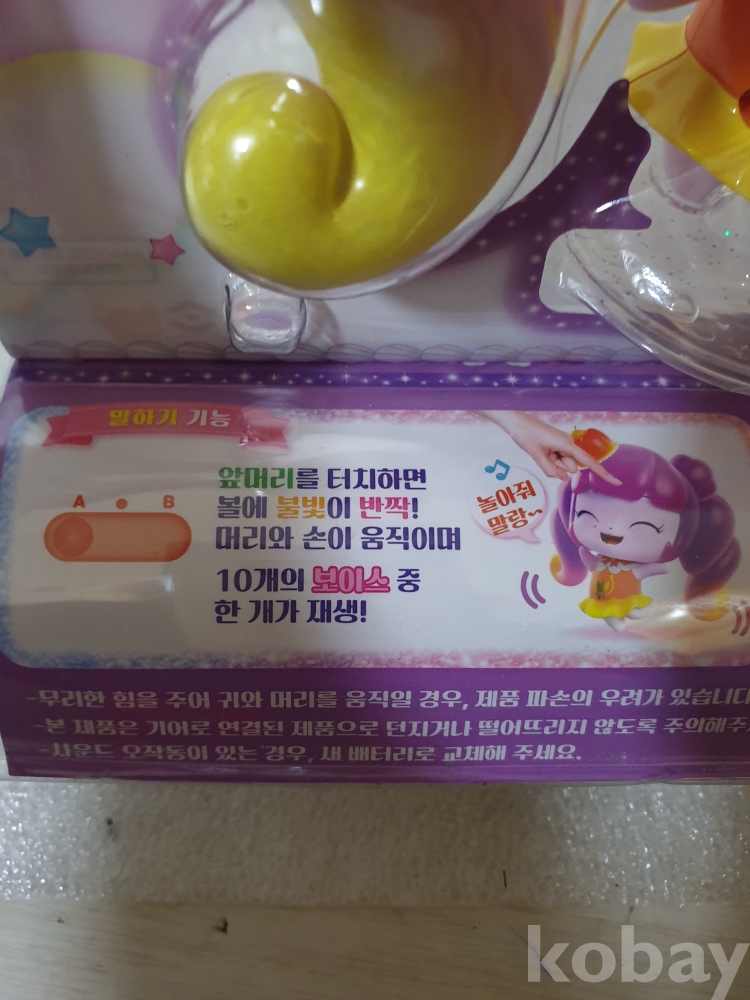 말하기 기능
A B
앞머리를 터치하면
볼에 불빛이 반짝!
머리와 손이 움직이며
10개의 보이스 중
한 개가 재생!
놀아줘
말랑~
-무리한 힘을 주어 귀와 머리를 움직일 경우, 제품 파손의 우려가 있습니다
-본 제품은 기어로 연결된 제품으로 던지거나 떨어뜨리지 않도록 주의해주
-사운드 오작동이 있는 경우, 새 배터리로 교체해 주세요.
kobay